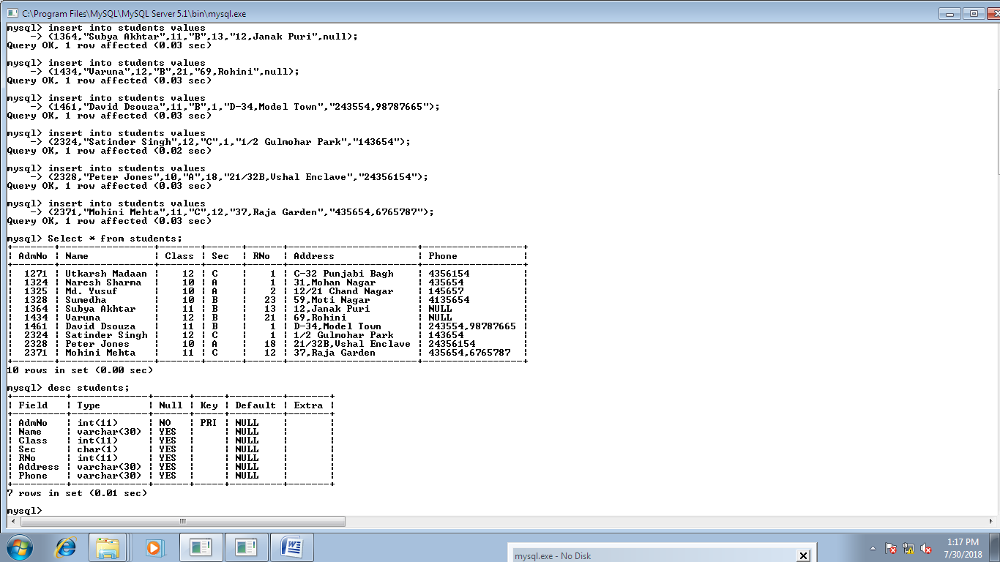 C:\Program Files\MySQL\MySQL Server 5.1\bin\mysql.exe
mysql> insert into students values
    -> (1364,"Subya Akhtar",11,"B",13,"12,Janak Puri",null);
Query OK, 1 row affected (0.03 sec)
mysql> insert into students values
    -> (1434,"Varuna",12,"B",21,"69,Rohini",null);
Query OK, 1 row affected (0.03 sec)
mysql> insert into students values
    -> (1461,"David Dsouza",11,"B",1,"D-34,Model Town","243554,98787665");
Query OK, 1 row affected (0.03 sec)
mysql> insert into students values
    -> (2324,"Satinder Singh",12,"C",1,"1/2 Gulmohar Park","143654");
Query OK, 1 row affected (0.02 sec)
mysql> insert into students values
    -> (2328,"Peter Jones",10,"A",18,"21/32B,Vshal Enclave","24356154");
Query OK, 1 row affected (0.03 sec)
mysql> insert into students values
    -> (2371,"Mohini Mehta",11,"C",12,"37,Raja Garden","435654,6765787");
Query OK, 1 row affected (0.03 sec)
mysql> Select * from students;
+-------+----------------+-------+------+------+----------------------+-----------------+
| AdmNo | Name           | Class | Sec  | RNo  | Address              | Phone           |
+-------+----------------+-------+------+------+----------------------+-----------------+
|  1271 | Utkarsh Madaan |    12 | C    |    1 | C-32 Punjabi Bagh    | 4356154         |
|  1324 | Naresh Sharma  |    10 | A    |    1 | 31,Mohan Nagar       | 435654          |
|  1325 | Md. Yusuf      |    10 | A    |    2 | 12/21 Chand Nagar    | 145657          |
|  1328 | Sumedha        |    10 | B    |   23 | 59,Moti Nagar        | 4135654         |
|  1364 | Subya Akhtar   |    11 | B    |   13 | 12,Janak Puri        | NULL            |
|  1434 | Varuna         |    12 | B    |   21 | 69,Rohini            | NULL            |
|  1461 | David Dsouza   |    11 | B    |    1 | D-34,Model Town      | 243554,98787665 |
|  2324 | Satinder Singh |    12 | C    |    1 | 1/2 Gulmohar Park    | 143654          |
|  2328 | Peter Jones    |    10 | A    |   18 | 21/32B,Vshal Enclave | 24356154        |
|  2371 | Mohini Mehta   |    11 | C    |   12 | 37,Raja Garden       | 435654,6765787  |
+-------+----------------+-------+------+------+----------------------+-----------------+
10 rows in set (0.00 sec)
mysql> desc students;
+---------+-------------+------+-----+---------+-------+
| Field   | Type        | Null | Key | Default | Extra |
+---------+-------------+------+-----+---------+-------+
| AdmNo   | int(11)     | NO   | PRI | NULL    |       |
| Name    | varchar(30) | YES  |     | NULL    |       |
| Class   | int(11)     | YES  |     | NULL    |       |
| Sec     | char(1)     | YES  |     | NULL    |       |
| RNo     | int(11)     | YES  |     | NULL    |       |
| Address | varchar(30) | YES  |     | NULL    |       |
| Phone   | varchar(30) | YES  |     | NULL    |       |
+---------+-------------+------+-----+---------+-------+
7 rows in set (0.01 sec)
mysql>
mysql.exe - No Disk
1:17 PM
7/30/2018